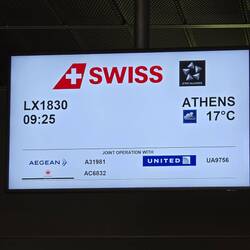 SWISS
LX1830 ATHENS
09:25 17°C
JOINT OPERATION WITH
AEGEAN A31981 UNITED UA9756
AC6832